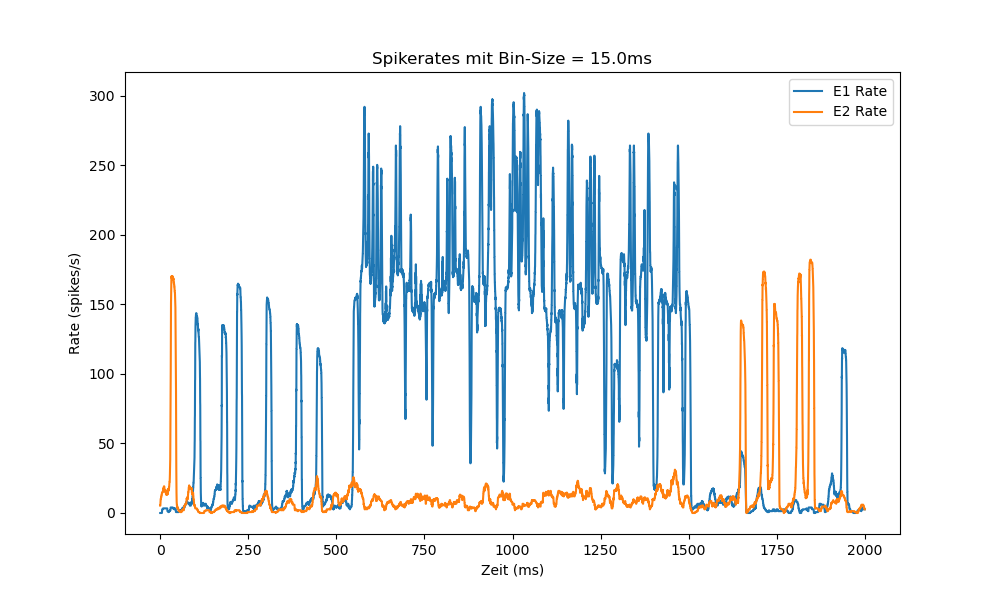 Spikerates mit Bin-Size = 15.0ms
E1 Rate
E2 Rate
300
250
200
150
100
50
0
Rate (spikes/s)
0 250 500 750 1000 1250 1500 1750 2000
Zeit (ms)